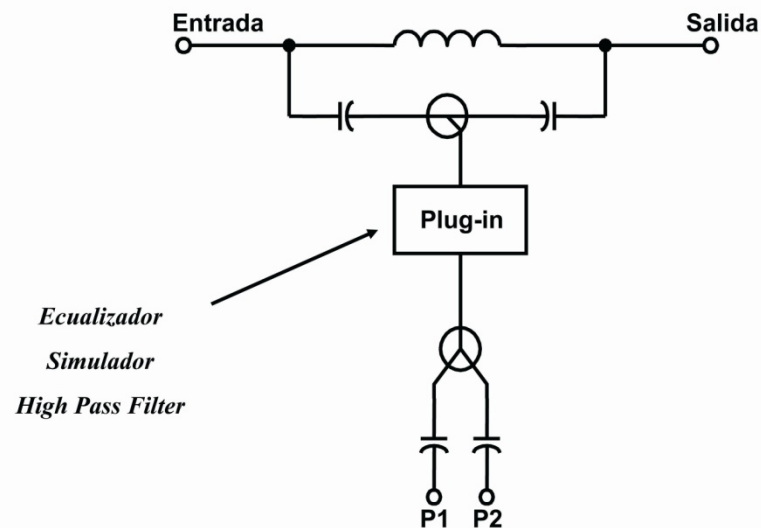 Entrada
Salida
Plug-in
Ecualizador
Simulador
High Pass Filter
P1
P2